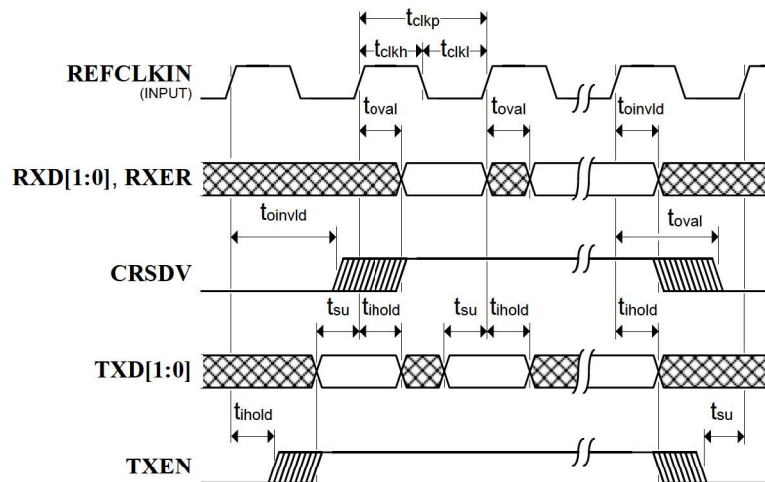 tclkp
tclkh tclkl
REFCLKIN
(INPUT)
toval toval toinvld
RXD[1:0], RXER
toinvld toval
CRSDV
tsu tihold tsu tihold tihold
TXD[1:0]
tihold tsu
TXEN